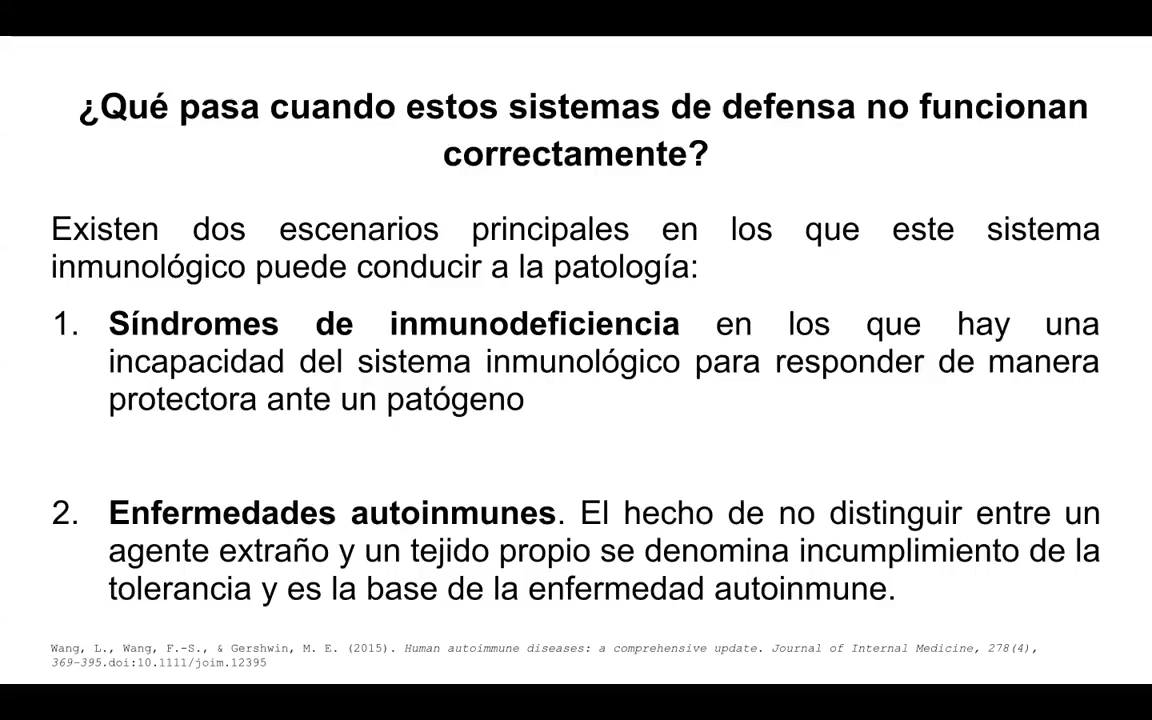 ¿Qué pasa cuando estos sistemas de defensa no funcionan
correctamente?
Existen dos escenarios principales en los que este sistema
inmunológico puede conducir a la patología:
1. Síndromes de inmunodeficiencia en los que hay una
incapacidad del sistema inmunológico para responder de manera
protectora ante un patógeno
2. Enfermedades autoinmunes. El hecho de no distinguir entre un
agente extraño y un tejido propio se denomina incumplimiento de la
tolerancia y es la base de la enfermedad autoinmune.
Wang, L., Wang, F.-S., & Gershwin, M. E. (2015). Human autoimmune diseases: a comprehensive update. Journal of Internal Medicine, 278(4),
369–395.doi:10.1111/joim.12395